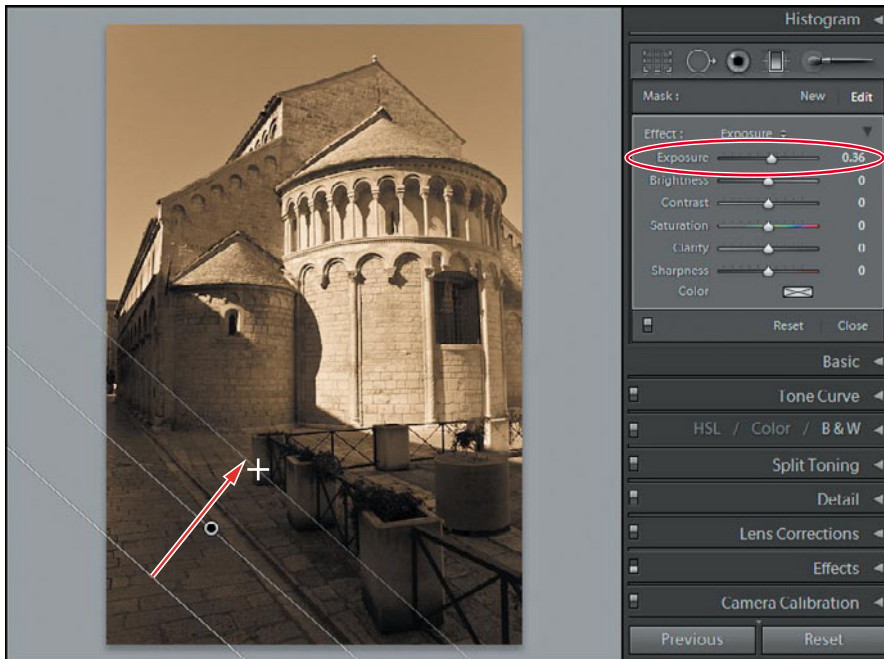 Histogram
Mask : New Edit
Effect : Exposure
Exposure 0.36
Brightness 0
Contrast 0
Saturation 0
Clarity 0
Sharpness 0
Color
Reset Close
Basic
Tone Curve
HSL / Color / B & W
Split Toning
Detail
Lens Corrections
Effects
Camera Calibration
Previous Reset